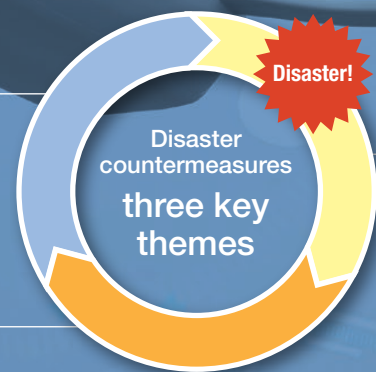 Disaster!
Disaster
countermeasures
three key
themes